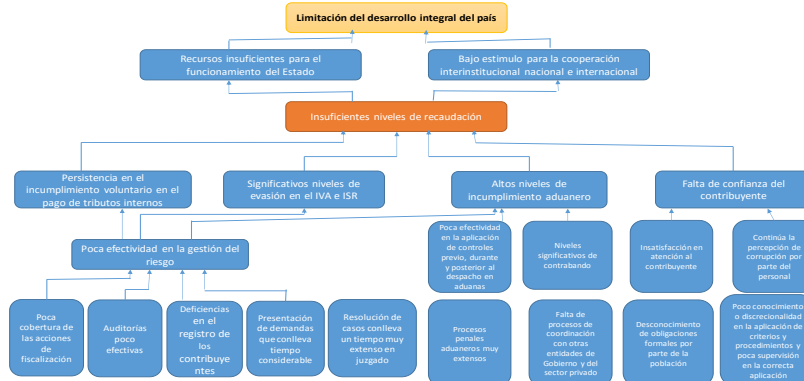 Limitación del desarrollo integral del país
Recursos insuficientes para el
funcionamiento del Estado
Bajo estimulo para la cooperación
interinstitucional nacional e internacional
Insuficientes niveles de recaudación
Persistencia en el
incumplimiento voluntario en el
pago de tributos internos
Significativos niveles de
evasión en el IVA e ISR
Altos niveles de
incumplimiento aduanero
Falta de confianza del
contribuyente
Poca efectividad en la gestión del
riesgo
Poca efectividad
en la aplicación
de controles
previo, durante
y posterior al
despacho en
aduanas
Niveles
significativos de
contrabando
Insatisfacción en
atención al
contribuyente
Continúa la
percepción de
corrupción por
parte del
personal
Poca
cobertura de
las acciones
de
fiscalización
Auditorías
poco
efectivas
Deficiencias
en el
registro de
los
contribuye
ntes
Presentación
de demandas
que conlleva
tiempo
considerable
Resolución de
casos conlleva
un tiempo muy
extenso en
juzgado
Procesos
penales
aduaneros muy
extensos
Falta de
procesos de
coordinación
con otras
entidades de
Gobierno y del
sector privado
Desconocimiento
de obligaciones
formales por
parte de la
población
Poco conocimiento
o discrecionalidad
en la aplicación de
criterios y
procedimientos y
poca supervisión
en la correcta
aplicación